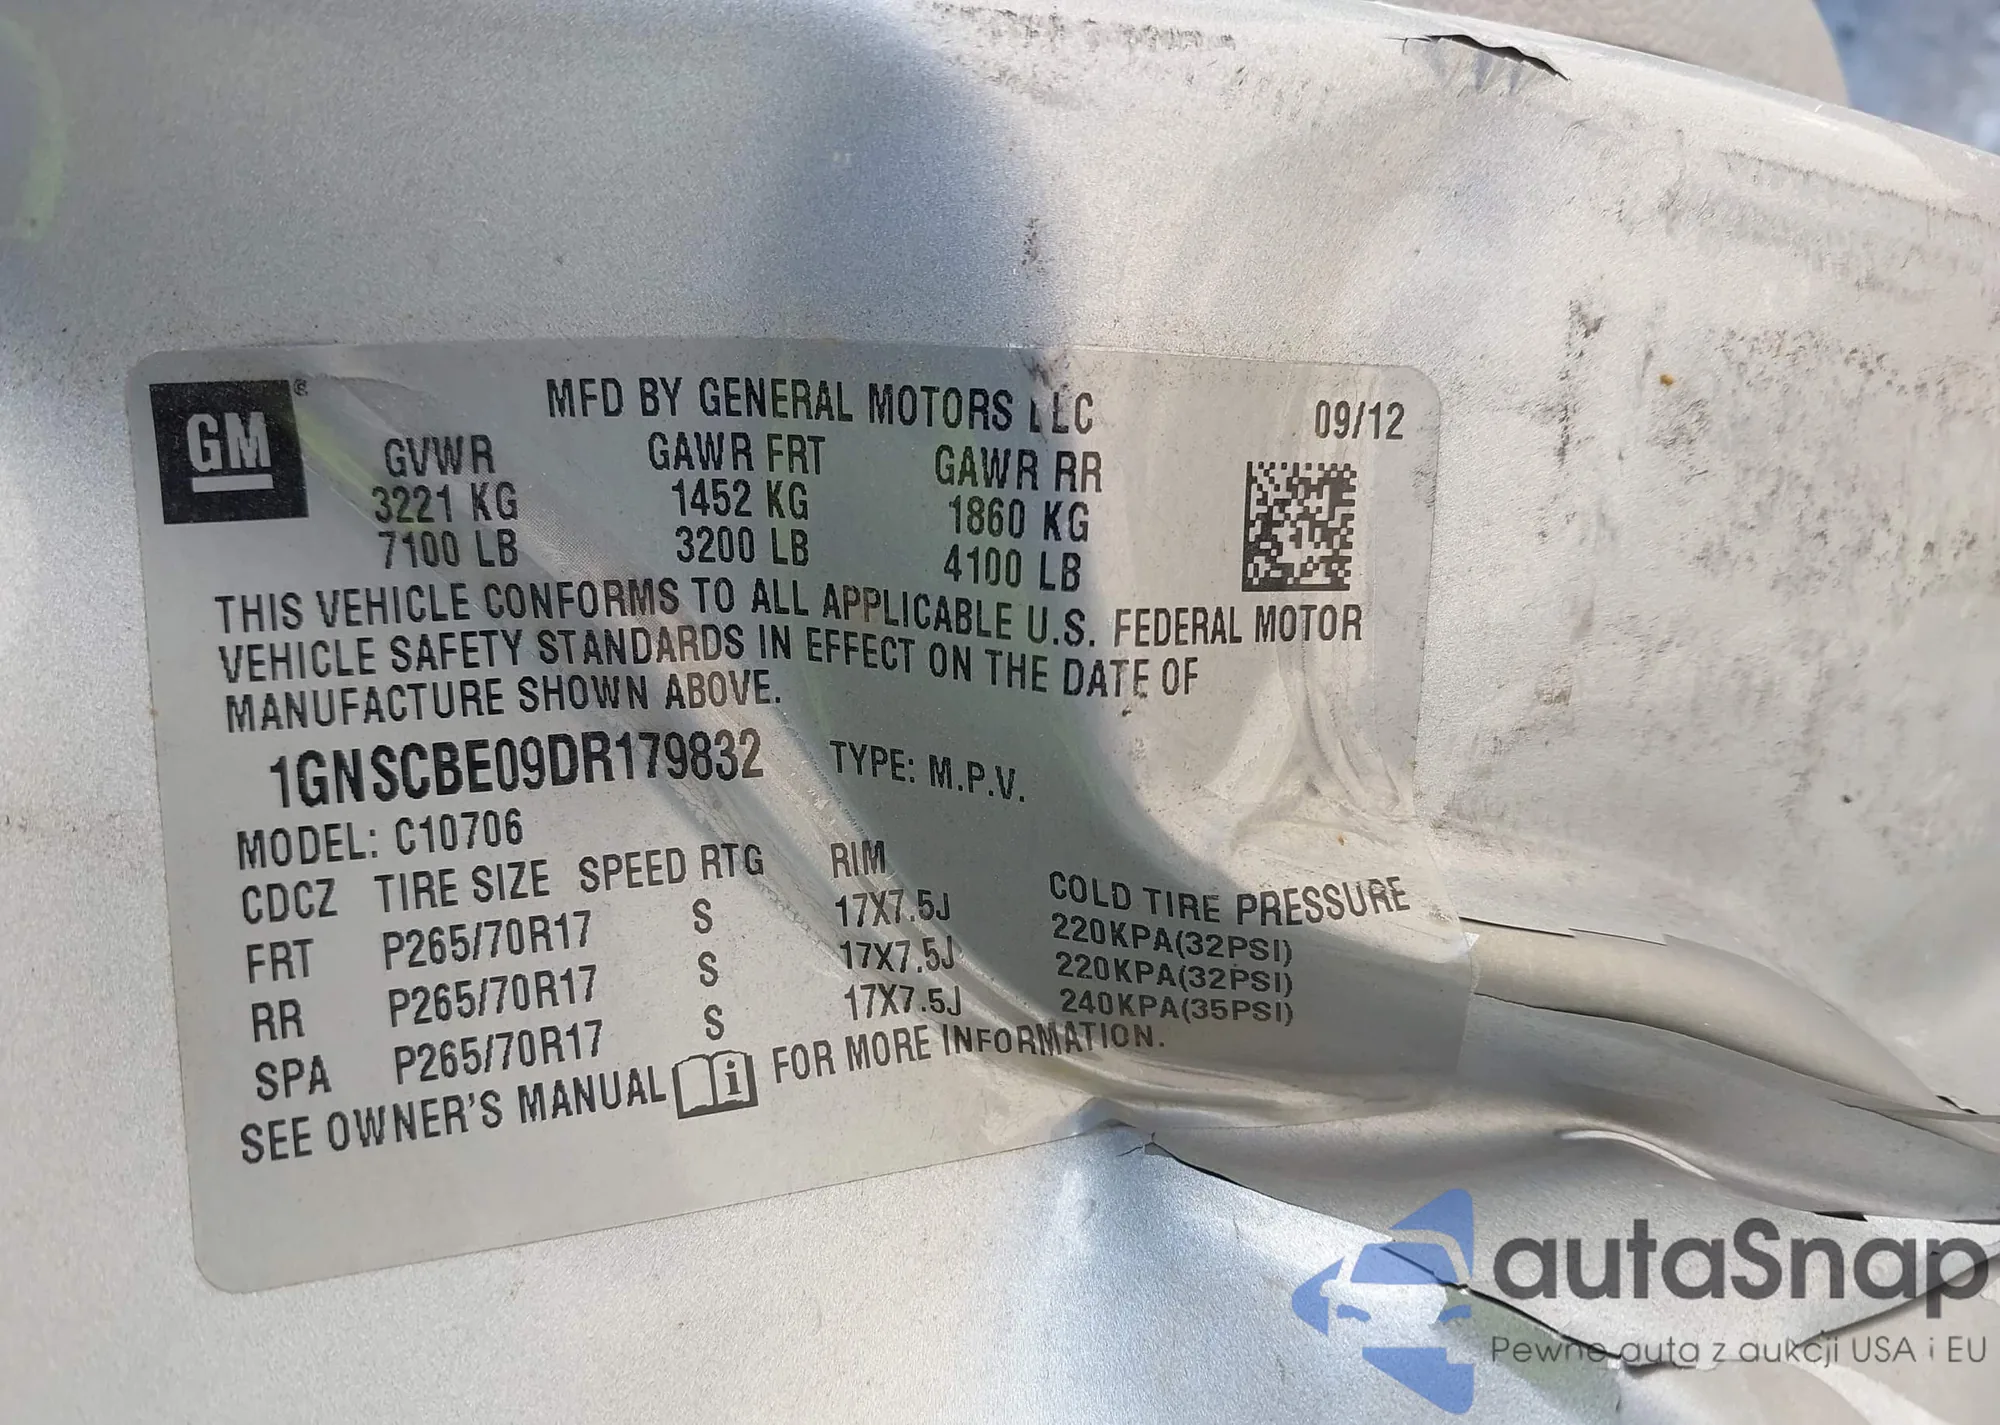 GM®
MFD BY GENERAL MOTORS LLC 09/12
GVWR GAWR FRT GAWR RR
3221 KG 1452 KG 1860 KG
7100 LB 3200 LB 4100 LB
THIS VEHICLE CONFORMS TO ALL APPLICABLE U.S. FEDERAL MOTOR
VEHICLE SAFETY STANDARDS IN EFFECT ON THE DATE OF
MANUFACTURE SHOWN ABOVE.
1GNSCBE09DR179832 TYPE: M.P.V.
MODEL: C10706
CDCZ TIRE SIZE SPEED RTG RIM COLD TIRE PRESSURE
FRT P265/70R17 S 17X7.5J 220KPA(32PSI)
RR P265/70R17 S 17X7.5J 220KPA(32PSI)
SPA P265/70R17 S 17X7.5J 240KPA(35PSI)
SEE OWNER'S MANUAL i FOR MORE INFORMATION.
autaSnap
Pewne auta z aukcji USA i EU